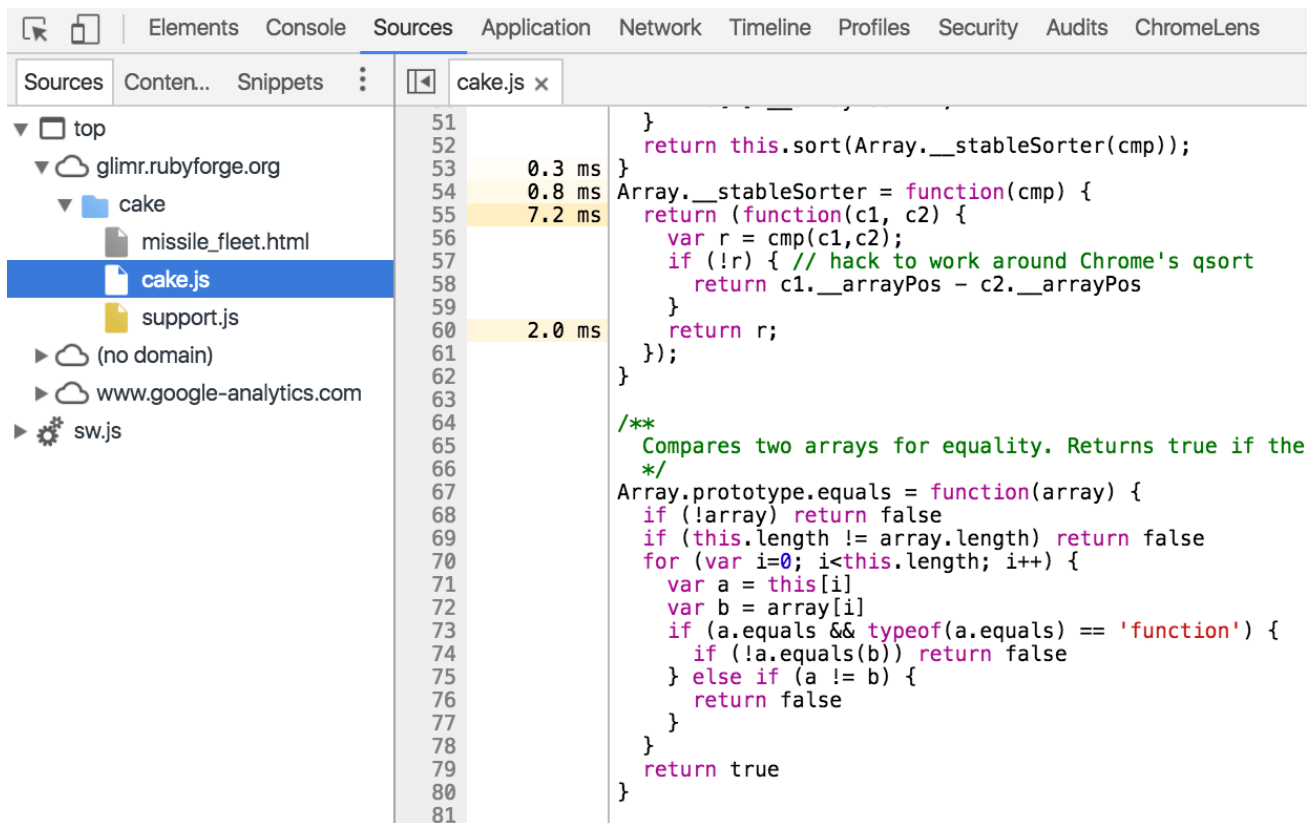 Elements Console Sources Application Network Timeline Profiles Security Audits ChromeLens
Sources Conten... Snippets
cake.js ×
top
glimr.rubyforge.org
cake
missile_fleet.html
cake.js
support.js
(no domain)
www.google-analytics.com
sw.js
51 }
52 return this.sort(Array.__stableSorter(cmp));
53 0.3 ms }
54 0.8 ms Array.__stableSorter = function(cmp) {
55 7.2 ms return (function(c1, c2) {
56 var r = cmp(c1,c2);
57 if (!r) { // hack to work around Chrome's qsort
58 return c1.__arrayPos – c2.__arrayPos
59 }
60 2.0 ms return r;
61 });
62 }
63
64 /**
65 Compares two arrays for equality. Returns true if the
66 */
67 Array.prototype.equals = function(array) {
68 if (!array) return false
69 if (this.length != array.length) return false
70 for (var i=0; i<this.length; i++) {
71 var a = this[i]
72 var b = array[i]
73 if (a.equals && typeof(a.equals) == 'function') {
74 if (!a.equals(b)) return false
75 } else if (a != b) {
76 return false
77 }
78 }
79 return true
80 }
81